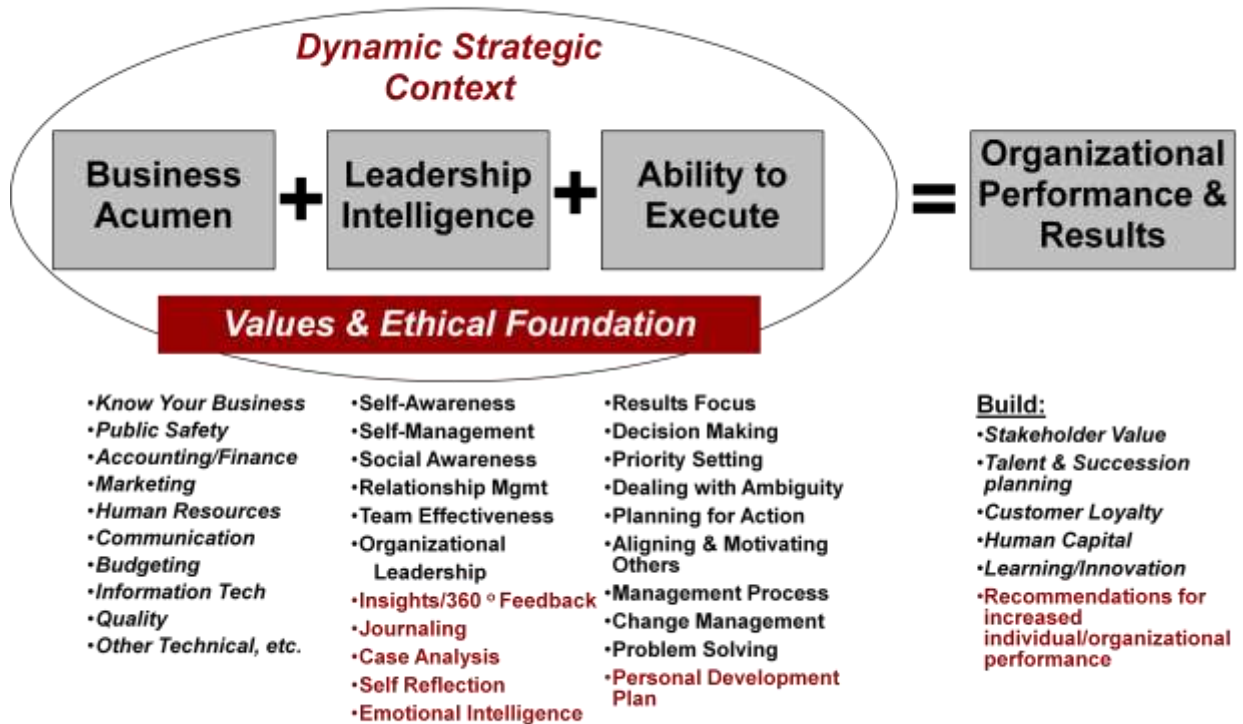 Dynamic Strategic
Context
Business
Acumen
+
Leadership
Intelligence
+
Ability to
Execute
=
Organizational
Performance &
Results
Values & Ethical Foundation
•Know Your Business
•Public Safety
•Accounting/Finance
•Marketing
•Human Resources
•Communication
•Budgeting
•Information Tech
•Quality
•Other Technical, etc.
•Self-Awareness
•Self-Management
•Social Awareness
•Relationship Mgmt
•Team Effectiveness
•Organizational
Leadership
•Insights/360 º Feedback
•Journaling
•Case Analysis
•Self Reflection
•Emotional Intelligence
•Results Focus
•Decision Making
•Priority Setting
•Dealing with Ambiguity
•Planning for Action
•Aligning & Motivating
Others
•Management Process
•Change Management
•Problem Solving
•Personal Development
Plan
Build:
•Stakeholder Value
•Talent & Succession
planning
•Customer Loyalty
•Human Capital
•Learning/Innovation
•Recommendations for
increased
individual/organizational
performance